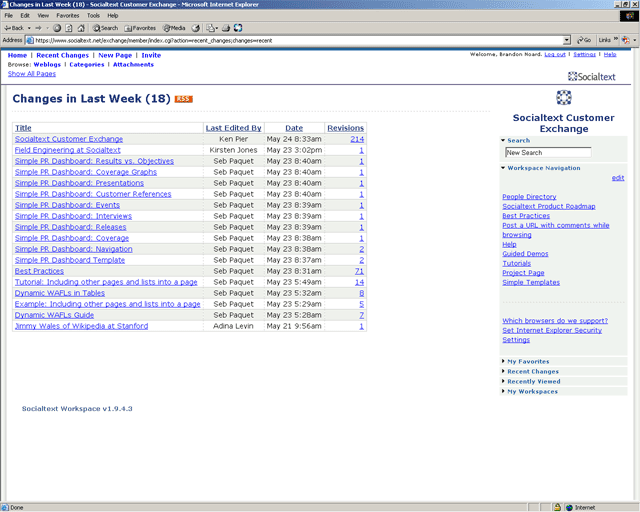 Changes in Last Week (18) - Socialtext Customer Exchange - Microsoft Internet Explorer
File Edit View Favorites Tools Help
Back Search Favorites Media
Address https://www.socialtext.net/exchange/member/index.cgi?action=recent_changes;changes=recent Go Links »
Home | Recent Changes | New Page | Invite
Welcome, Brandon Noard. Log out | Settings | Help
Browse: Weblogs | Categories | Attachments
Show All Pages
Socialtext
Changes in Last Week (18) RSS
Title Last Edited By Date Revisions
Socialtext Customer Exchange Ken Pier May 24 8:33am 214
Field Engineering at Socialtext Kirsten Jones May 23 3:02pm 1
Simple PR Dashboard: Results vs. Objectives Seb Paquet May 23 8:40am 1
Simple PR Dashboard: Coverage Graphs Seb Paquet May 23 8:40am 1
Simple PR Dashboard: Presentations Seb Paquet May 23 8:40am 1
Simple PR Dashboard: Customer References Seb Paquet May 23 8:40am 1
Simple PR Dashboard: Events Seb Paquet May 23 8:39am 1
Simple PR Dashboard: Interviews Seb Paquet May 23 8:39am 1
Simple PR Dashboard: Releases Seb Paquet May 23 8:39am 1
Simple PR Dashboard: Coverage Seb Paquet May 23 8:38am 1
Simple PR Dashboard: Navigation Seb Paquet May 23 8:38am 2
Simple PR Dashboard Template Seb Paquet May 23 8:37am 2
Best Practices Seb Paquet May 23 8:31am 71
Tutorial: Including other pages and lists into a page Seb Paquet May 23 5:49am 14
Dynamic WAFLs in Tables Seb Paquet May 23 5:32am 8
Example: Including other pages and lists into a page Seb Paquet May 23 5:29am 5
Dynamic WAFLs Guide Seb Paquet May 23 5:28am 7
Jimmy Wales of Wikipedia at Stanford Adina Levin May 21 9:56am 1
Socialtext Workspace v1.9.4.3
Socialtext Customer
Exchange
Search
New Search
Workspace Navigation
edit
People Directory
Socialtext Product Roadmap
Best Practices
Post a URL with comments while
browsing
Help
Guided Demos
Tutorials
Project Page
Simple Templates
Which browsers do we support?
Set Internet Explorer Security
Settings
My Favorites
Recent Changes
Recently Viewed
My Workspaces
Done Internet